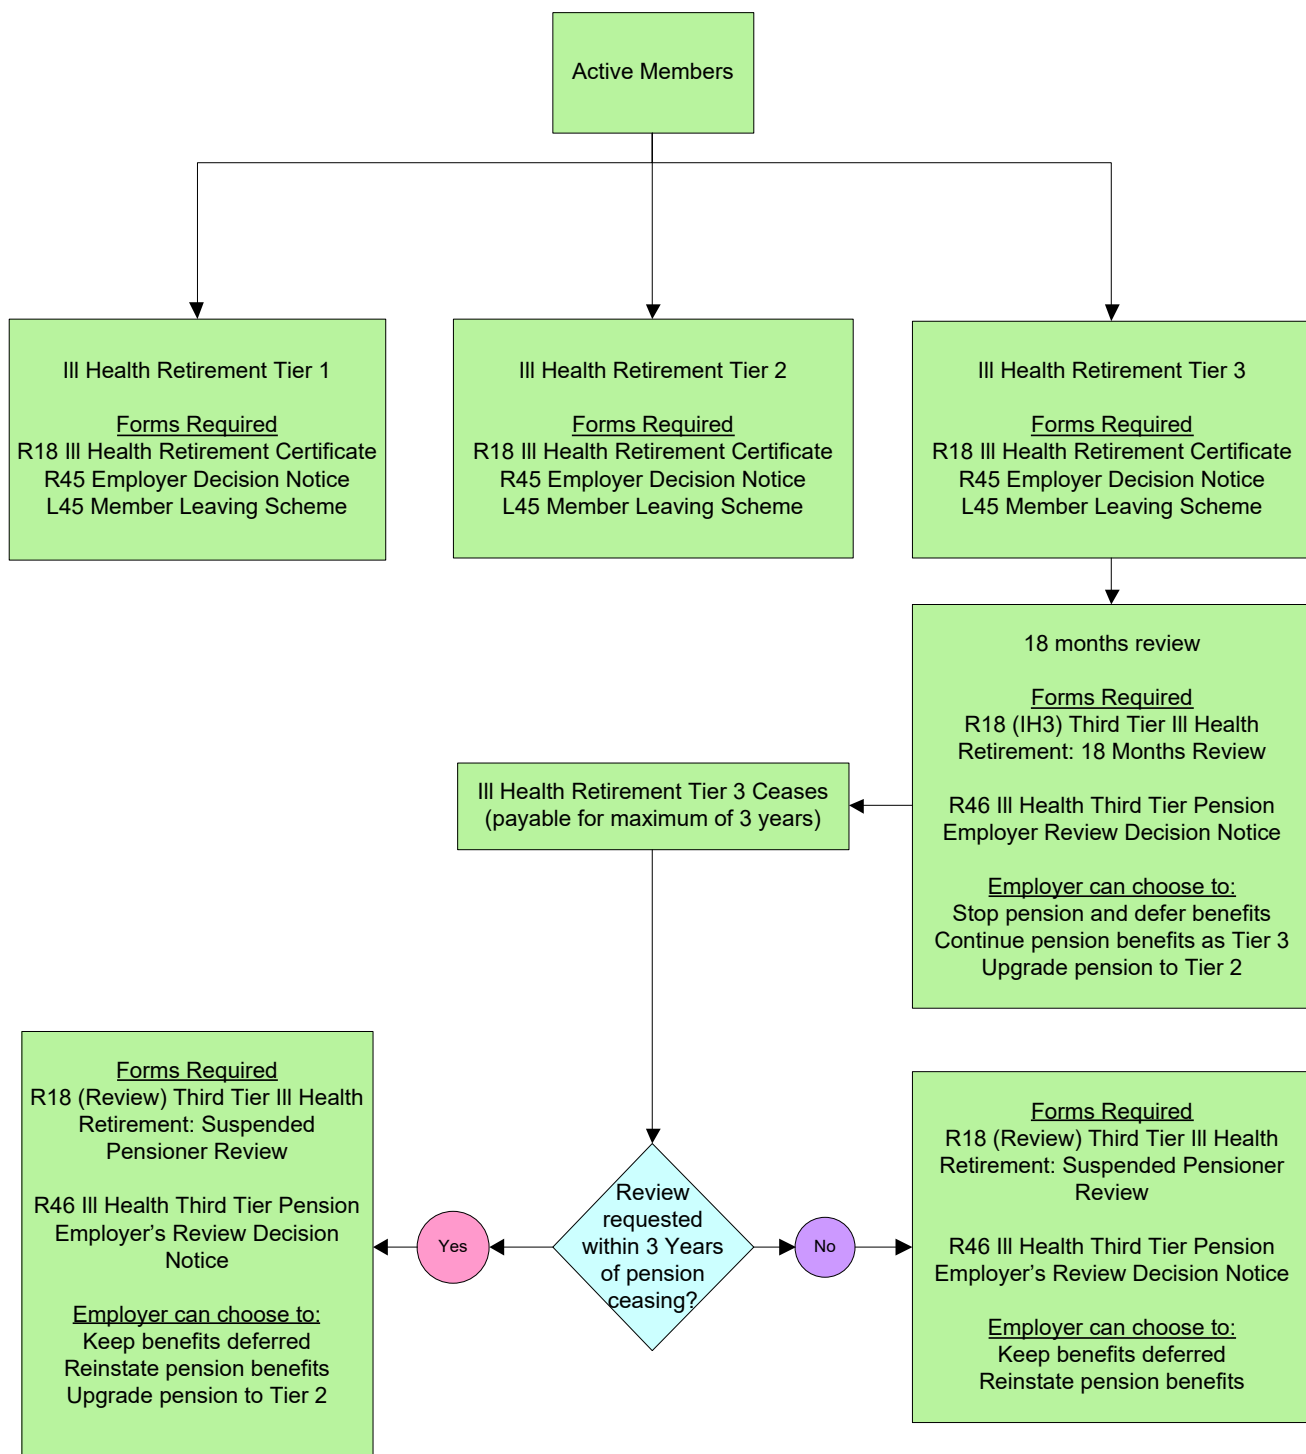 Active Members
Ill Health Retirement Tier 1
Forms Required
R18 Ill Health Retirement Certificate
R45 Employer Decision Notice
L45 Member Leaving Scheme
Ill Health Retirement Tier 2
Forms Required
R18 Ill Health Retirement Certificate
R45 Employer Decision Notice
L45 Member Leaving Scheme
Ill Health Retirement Tier 3
Forms Required
R18 Ill Health Retirement Certificate
R45 Employer Decision Notice
L45 Member Leaving Scheme
18 months review
Forms Required
R18 (IH3) Third Tier Ill Health
Retirement: 18 Months Review
R46 Ill Health Third Tier Pension
Employer Review Decision Notice
Employer can choose to:
Stop pension and defer benefits
Continue pension benefits as Tier 3
Upgrade pension to Tier 2
Ill Health Retirement Tier 3 Ceases
(payable for maximum of 3 years)
Review
requested
within 3 Years
of pension
ceasing?
Yes
No
Forms Required
R18 (Review) Third Tier Ill Health
Retirement: Suspended
Pensioner Review
R46 Ill Health Third Tier Pension
Employer’s Review Decision
Notice
Employer can choose to:
Keep benefits deferred
Reinstate pension benefits
Upgrade pension to Tier 2
Forms Required
R18 (Review) Third Tier Ill Health
Retirement: Suspended Pensioner
Review
R46 Ill Health Third Tier Pension
Employer’s Review Decision Notice
Employer can choose to:
Keep benefits deferred
Reinstate pension benefits